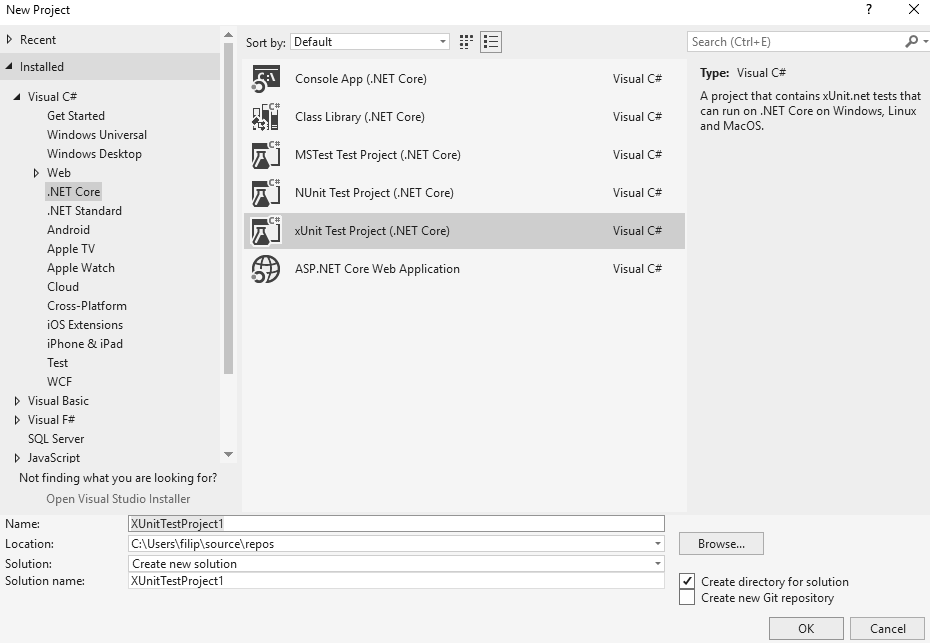 New Project
?
Recent
Installed
Visual C#
Get Started
Windows Universal
Windows Desktop
Web
.NET Core
.NET Standard
Android
Apple TV
Apple Watch
Cloud
Cross-Platform
iOS Extensions
iPhone & iPad
Test
WCF
Visual Basic
Visual F#
SQL Server
JavaScript
Not finding what you are looking for?
Open Visual Studio Installer
Sort by: Default
Console App (.NET Core) Visual C#
Class Library (.NET Core) Visual C#
MSTest Test Project (.NET Core) Visual C#
NUnit Test Project (.NET Core) Visual C#
xUnit Test Project (.NET Core) Visual C#
ASP.NET Core Web Application Visual C#
Search (Ctrl+E)
Type: Visual C#
A project that contains xUnit.net tests that
can run on .NET Core on Windows, Linux
and MacOS.
Name: XUnitTestProject1
Location: C:\Users\filip\source\repos
Browse...
Solution: Create new solution
Solution name: XUnitTestProject1
Create directory for solution
Create new Git repository
OK Cancel